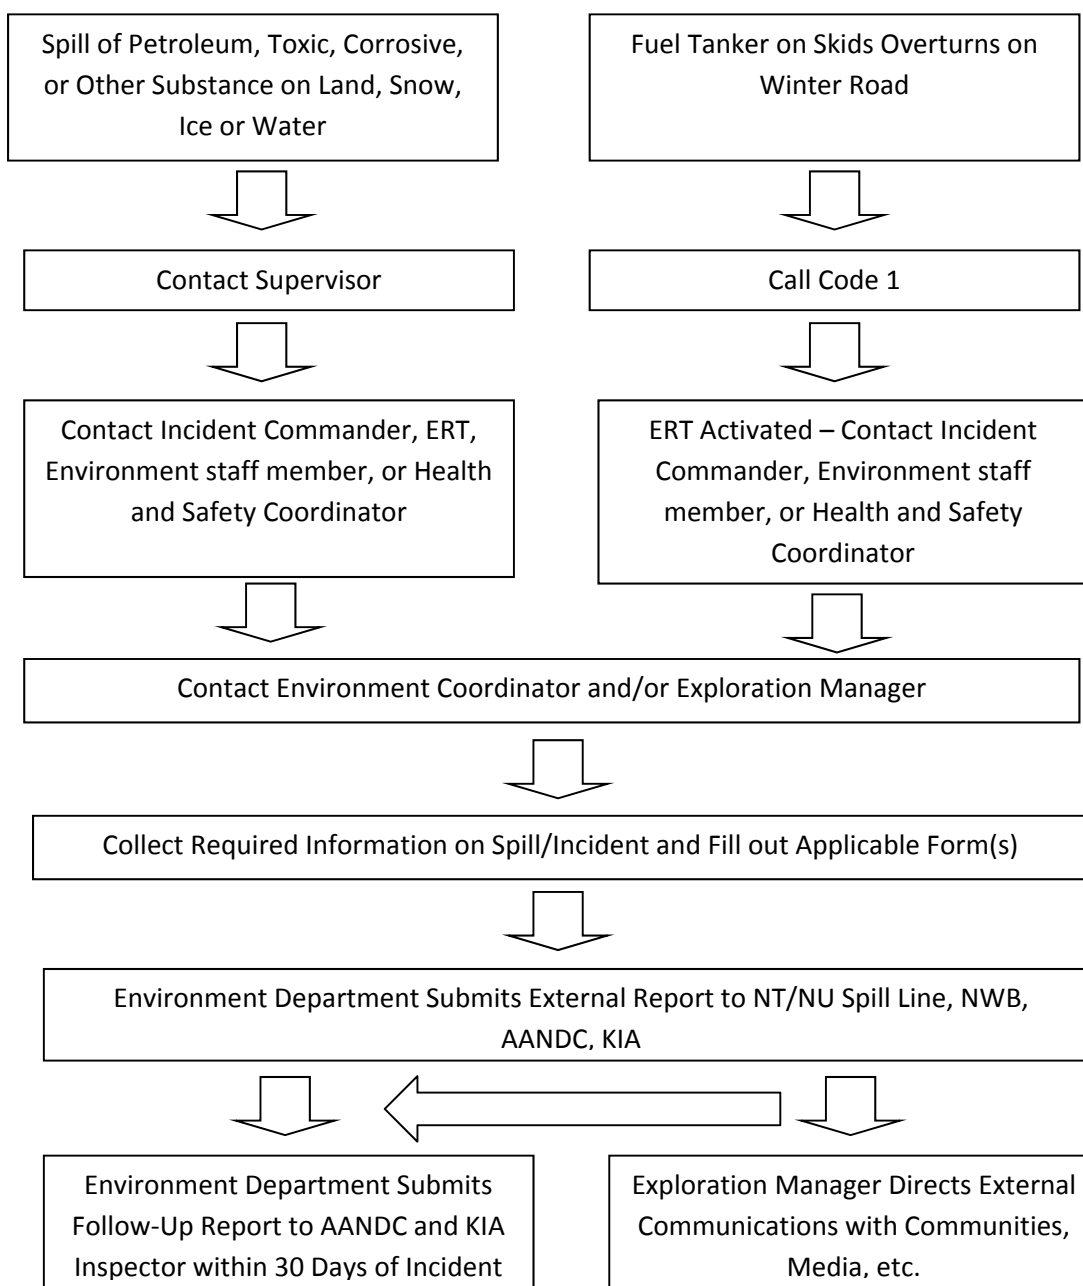 Spill of Petroleum, Toxic, Corrosive,
or Other Substance on Land, Snow,
Ice or Water
Fuel Tanker on Skids Overturns on
Winter Road
Contact Supervisor
Call Code 1
Contact Incident Commander, ERT,
Environment staff member, or Health
and Safety Coordinator
ERT Activated – Contact Incident
Commander, Environment staff
member, or Health and Safety
Coordinator
Contact Environment Coordinator and/or Exploration Manager
Collect Required Information on Spill/Incident and Fill out Applicable Form(s)
Environment Department Submits External Report to NT/NU Spill Line, NWB,
AANDC, KIA
Environment Department Submits
Follow-Up Report to AANDC and KIA
Inspector within 30 Days of Incident
Exploration Manager Directs External
Communications with Communities,
Media, etc.